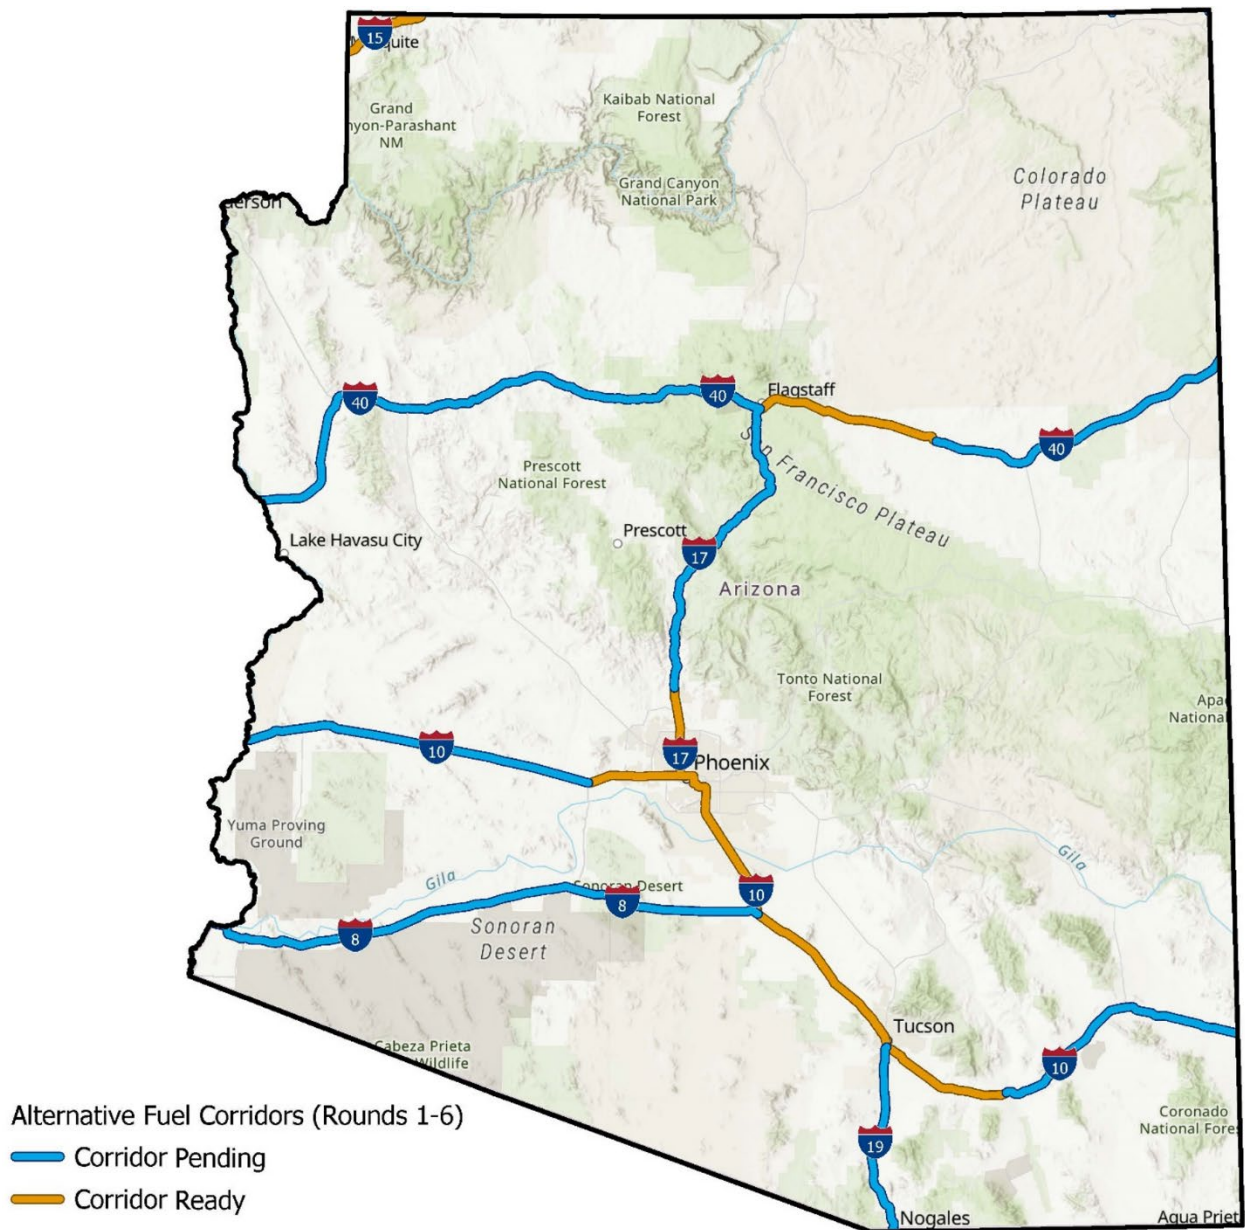 15
quite
Grand
nyon-Parashant
NM
Kaibab National
Forest
Grand Canyon
National Park
Colorado
Plateau
derson
40
40
Flagstaff
40
San Francisco Plateau
Prescott
National Forest
Prescott
Lake Havasu City
17
Arizona
Tonto National
Forest
Apa
National
10
17
Phoenix
Yuma Proving
Ground
Gila
Gila
Sonoran Desert
10
8
8
Sonoran
Desert
Tucson
10
Cabeza Prieta
Wildlife
Coronado
National Fores
19
Nogales
Agua Priet
Alternative Fuel Corridors (Rounds 1-6)
Corridor Pending
Corridor Ready